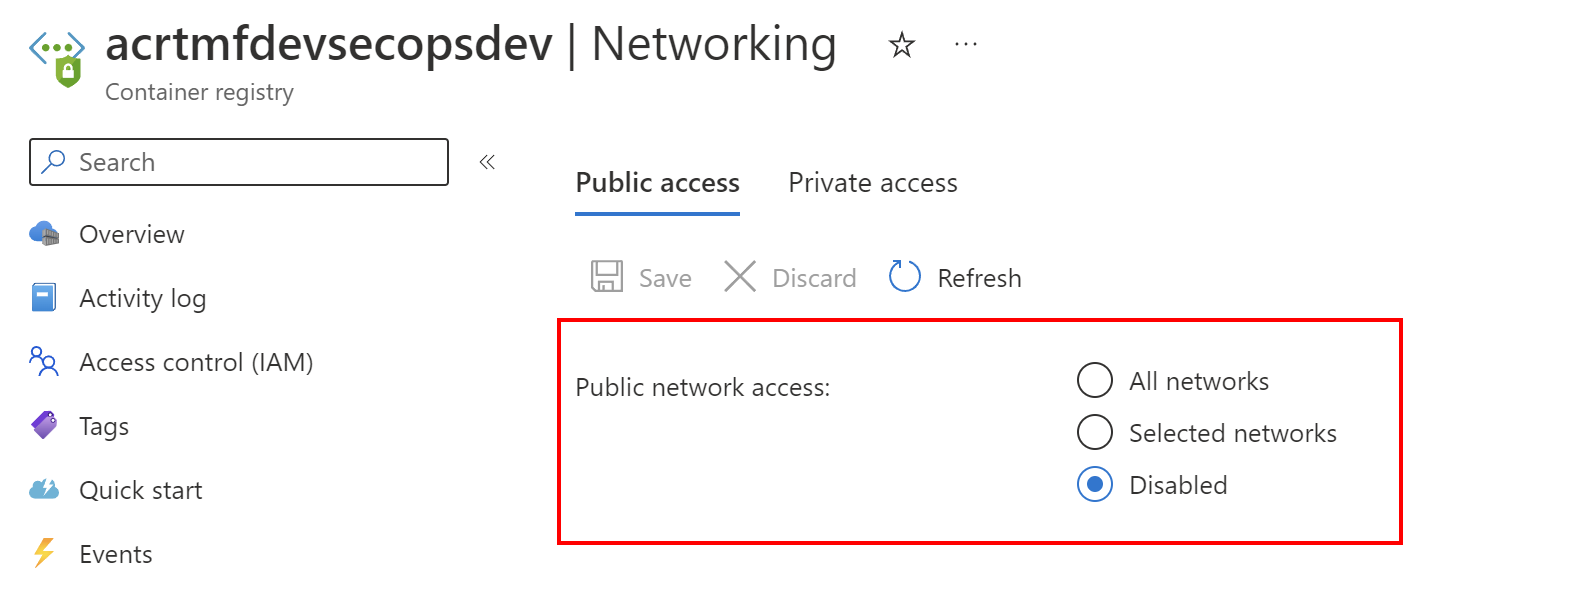 acrtmfdevsecopsdev | Networking
Container registry
Search
Overview
Activity log
Access control (IAM)
Tags
Quick start
Events
Public access Private access
Save Discard Refresh
Public network access:
All networks
Selected networks
Disabled